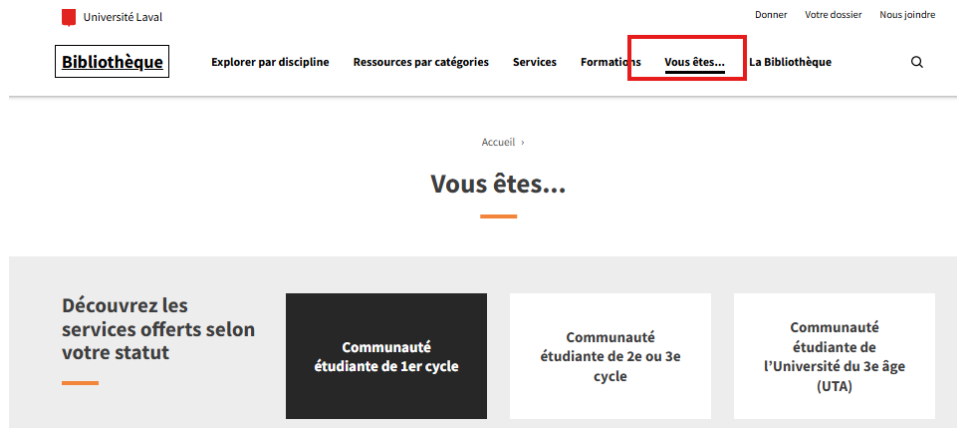 Université Laval
Donner Votre dossier Nous joindre
Bibliothèque Explorer par discipline Ressources par catégories Services Formations Vous êtes... La Bibliothèque
Accueil ›
Vous êtes...
Découvrez les
services offerts selon
votre statut
Communauté
étudiante de 1er cycle
Communauté
étudiante de 2e ou 3e
cycle
Communauté
étudiante de
l’Université du 3e âge
(UTA)